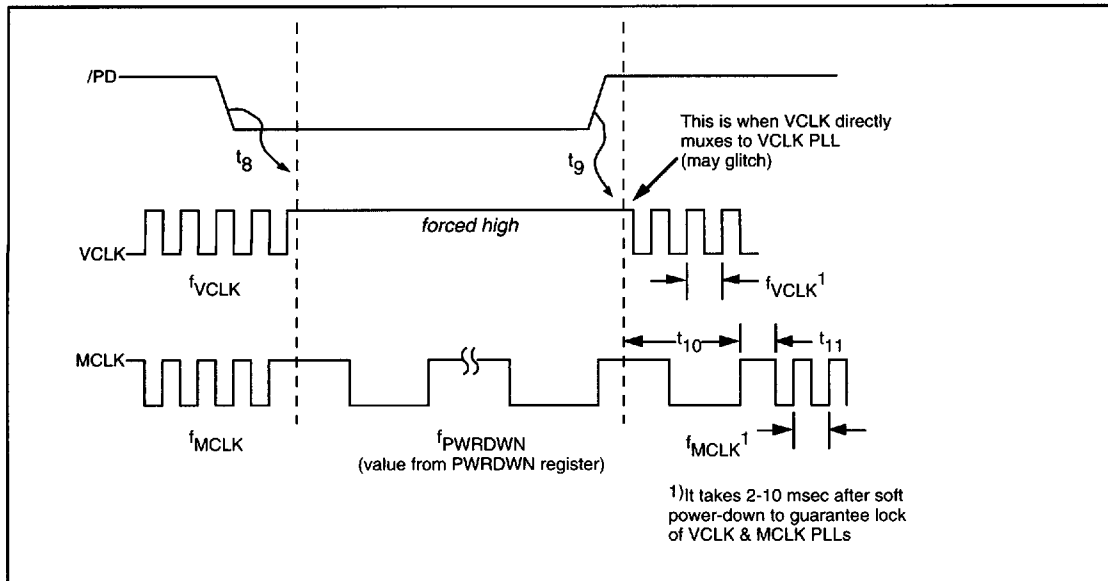 /PD
t8
t9
This is when VCLK directly
muxes to VCLK PLL
(may glitch)
forced high
VCLK
fVCLK
fVCLK1
MCLK
t10
t11
fMCLK
fPWRDWN
(value from PWRDWN register)
fMCLK1
1)It takes 2-10 msec after soft
power-down to guarantee lock
of VCLK & MCLK PLLs